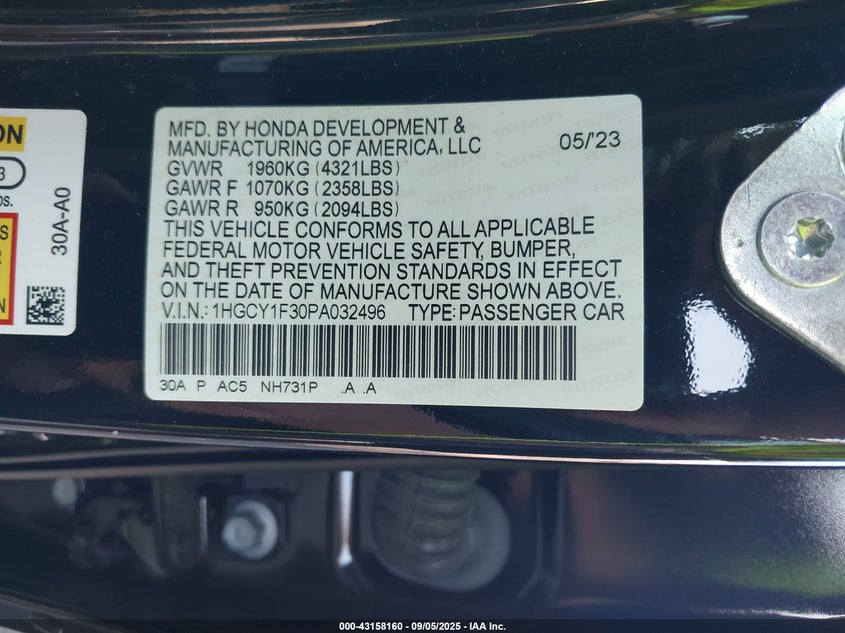 ON
3
DS.
S
R
N
30A-A0
MFD. BY HONDA DEVELOPMENT &
MANUFACTURING OF AMERICA, LLC 05/'23
GVWR 1960KG (4321LBS)
GAWR F 1070KG (2358LBS)
GAWR R 950KG (2094LBS)
THIS VEHICLE CONFORMS TO ALL APPLICABLE
FEDERAL MOTOR VEHICLE SAFETY, BUMPER,
AND THEFT PREVENTION STANDARDS IN EFFECT
ON THE DATE OF MANUFACTURE SHOWN ABOVE.
V.I.N.: 1HGCY1F30PA032496 TYPE: PASSENGER CAR
30A P AC5 NH731P .A .A
000-43158160 - 09/05/2025 - IAA Inc.